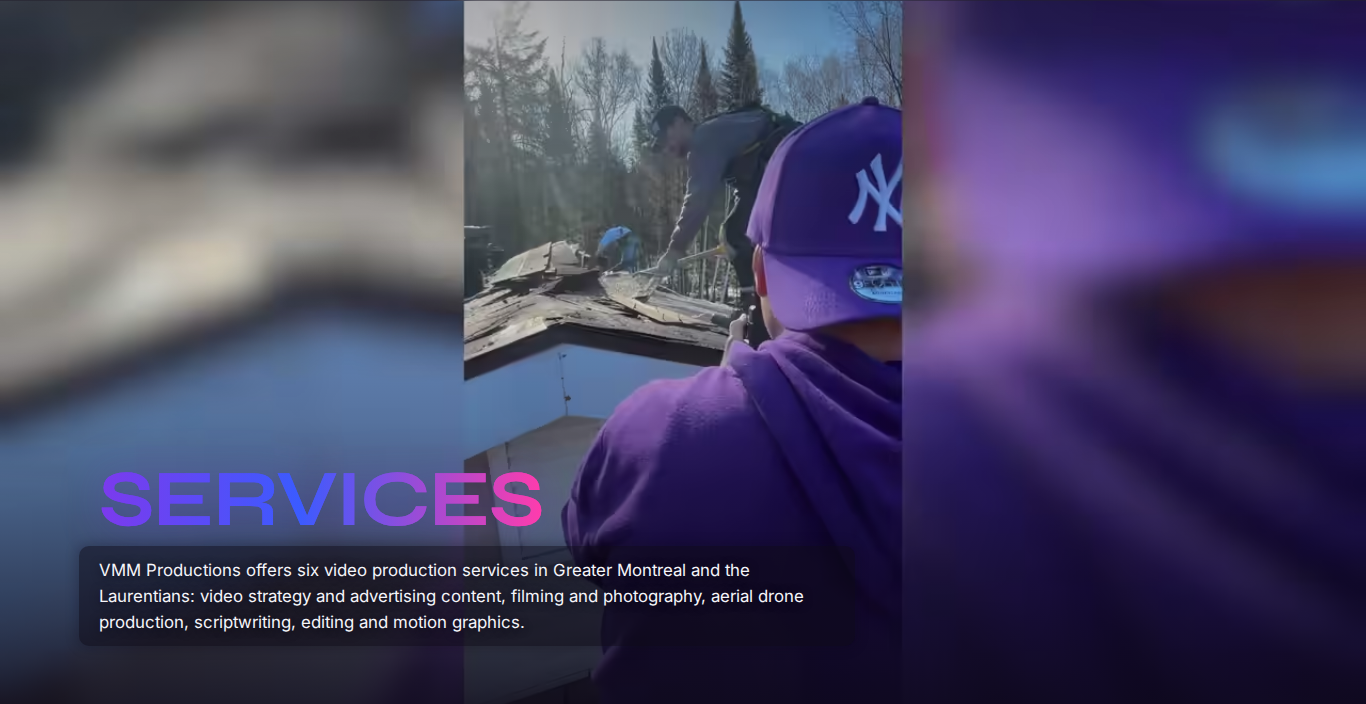 NY
SERVICES
VMM Productions offers six video production services in Greater Montreal and the
Laurentians: video strategy and advertising content, filming and photography, aerial drone
production, scriptwriting, editing and motion graphics.